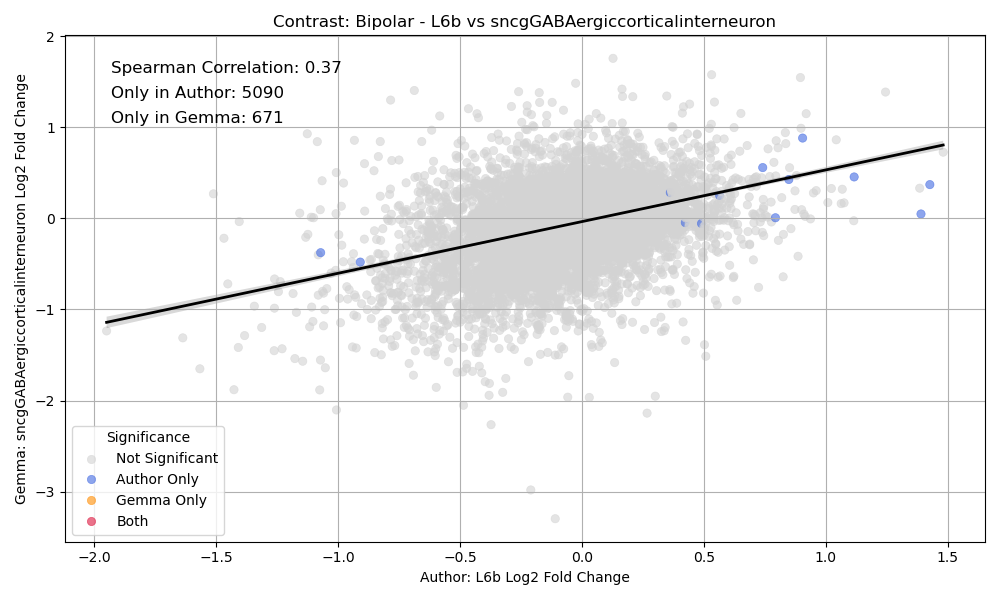 Contrast: Bipolar - L6b vs sncgGABAergiccorticalinterneuron
Spearman Correlation: 0.37
Only in Author: 5090
Only in Gemma: 671
Gemma: sncgGABAergiccorticalinterneuron Log2 Fold Change
2
1
0
−1
−2
−3
Significance
Not Significant
Author Only
Gemma Only
Both
−2.0 −1.5 −1.0 −0.5 0.0 0.5 1.0 1.5
Author: L6b Log2 Fold Change